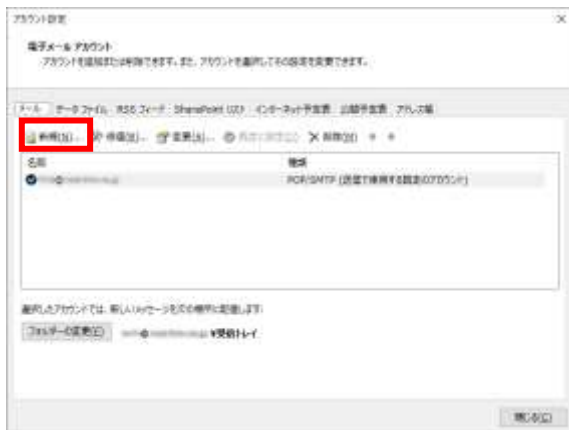 アカウント設定
電子メール アカウント
アカウントを追加または削除できます。また、アカウントを選択してその設定を変更できます。
メール データ ファイル RSS フィード SharePoint リスト インターネット予定表 公開予定表 アドレス帳
新規(N)... 修復(R)... 変更(A)... 削除(M)
名前 種類
POP/SMTP (送信で使用する既定のアカウント)
選択したアカウントでは、新しいメッセージを次の場所に配信します:
フォルダーの変更(F) ¥受信トレイ
閉じる(C)